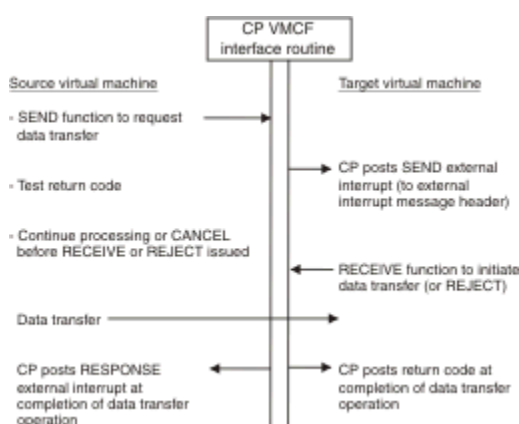 CP VMCF
interface routine
Source virtual machine
Target virtual machine
- SEND function to request
data transfer
CP posts SEND external
interrupt (to external
interrupt message header)
- Test return code
- Continue processing or CANCEL
before RECEIVE or REJECT issued
RECEIVE function to initiate
data transfer (or REJECT)
Data transfer
CP posts RESPONSE
external interrupt at
completion of data transfer
operation
CP posts return code at
completion of data transfer
operation